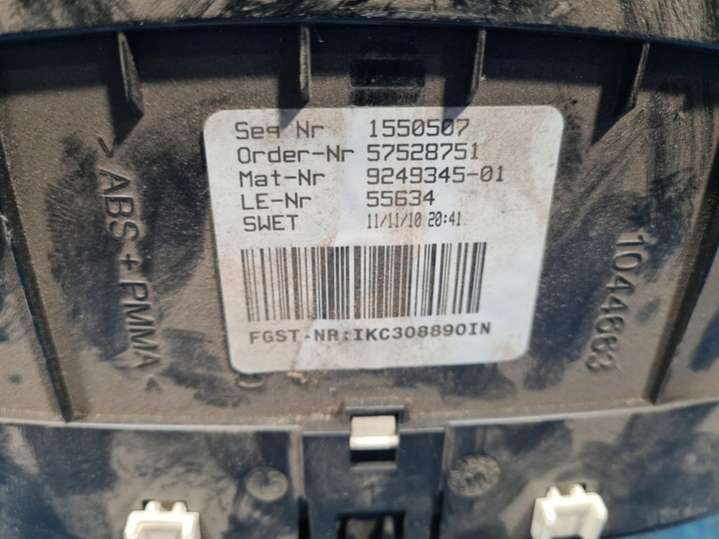 Seq Nr 1550507
Order-Nr 57528751
Mat-Nr 9249345-01
LE-Nr 55634
SWET 11/11/10 20:41
FGST-NR:IKC308890IN
> ABS + PMMA <
1044663